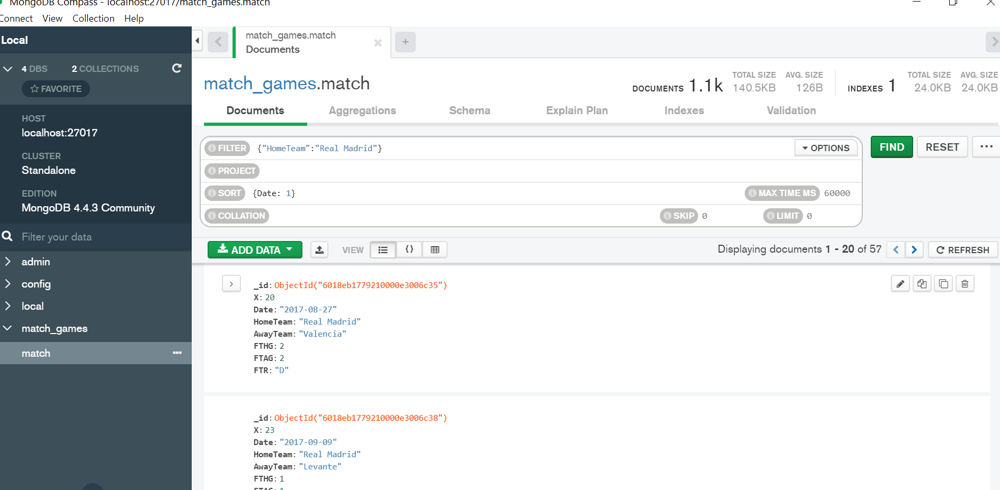 MongoDB Compass - localhost:27017/match_games.match
Connect View Collection Help
Local
4 DBS 2 COLLECTIONS
FAVORITE
HOST
localhost:27017
CLUSTER
Standalone
EDITION
MongoDB 4.4.3 Community
Filter your data
admin
config
local
match_games
match
match_games.match
Documents
match_games.match
DOCUMENTS 1.1k TOTAL SIZE 140.5KB AVG. SIZE 126B INDEXES 1 TOTAL SIZE 24.0KB AVG. SIZE 24.0KB
Documents Aggregations Schema Explain Plan Indexes Validation
FILTER {"HomeTeam":"Real Madrid"} OPTIONS FIND RESET ...
PROJECT
SORT {Date: 1} MAX TIME MS 60000
COLLATION SKIP 0 LIMIT 0
ADD DATA VIEW {} Displaying documents 1 - 20 of 57 REFRESH
_id: ObjectId("6018eb1779210000e3006c35")
X: 20
Date: "2017-08-27"
HomeTeam: "Real Madrid"
AwayTeam: "Valencia"
FTHG: 2
FTAG: 2
FTR: "D"
_id: ObjectId("6018eb1779210000e3006c38")
X: 23
Date: "2017-09-09"
HomeTeam: "Real Madrid"
AwayTeam: "Levante"
FTHG: 1
FTAG: 1